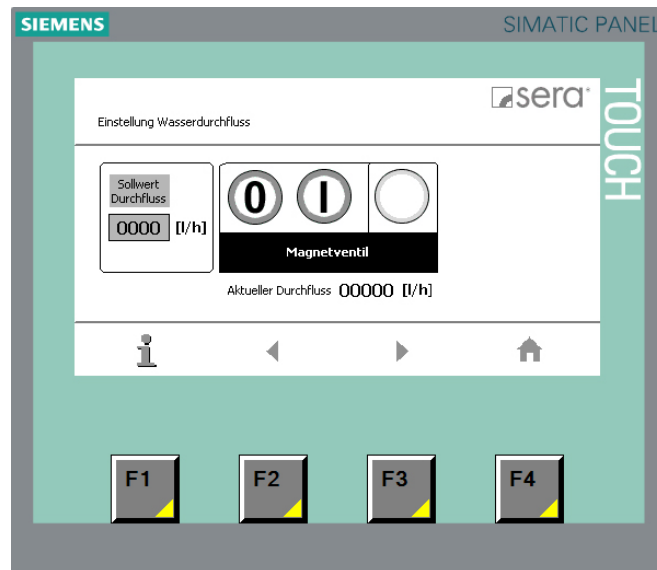 SIEMENS
SIMATIC PANEL
TOUCH
sera
Einstellung Wasserdurchfluss
Sollwert
Durchfluss
0000 [l/h]
0 I
Magnetventil
Aktueller Durchfluss 00000 [l/h]
i
F1 F2 F3 F4